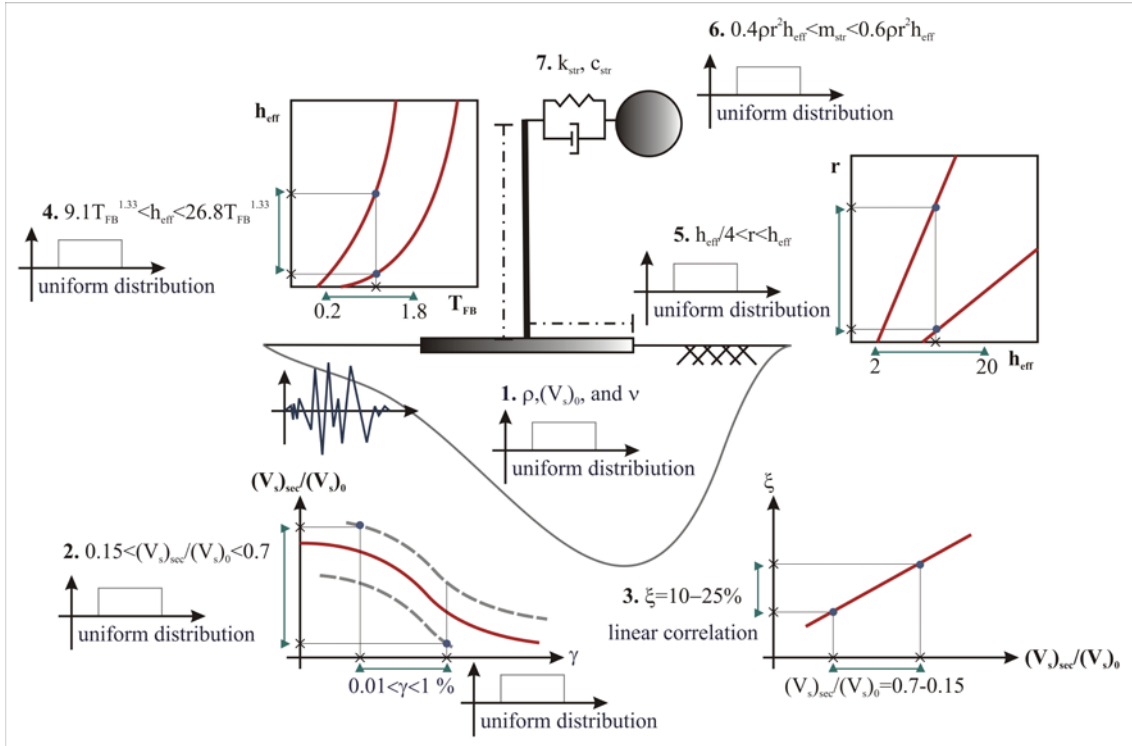 6. 0.4ρr²h_eff<m_str<0.6ρr²h_eff
uniform distribution
7. k_str, c_str
h_eff
4. 9.1T_FB^1.33<h_eff<26.8T_FB^1.33
uniform distribution
0.2
1.8
T_FB
5. h_eff/4<r<h_eff
uniform distribution
r
2
20
h_eff
1. ρ,(V_s)_0, and ν
uniform distribiution
(V_s)_sec/(V_s)_0
2. 0.15<(V_s)_sec/(V_s)_0<0.7
uniform distribution
γ
0.01<γ<1 %
uniform distribution
ξ
3. ξ=10–25%
linear correlation
(V_s)_sec/(V_s)_0
(V_s)_sec/(V_s)_0=0.7-0.15